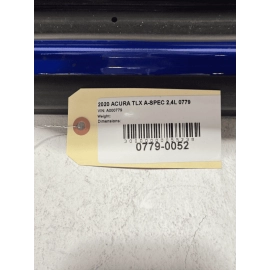 2020 ACURA TLX A-SPEC 2.4L 0779
VIN: A000779
Weight:
Dimensions:
0779-0052